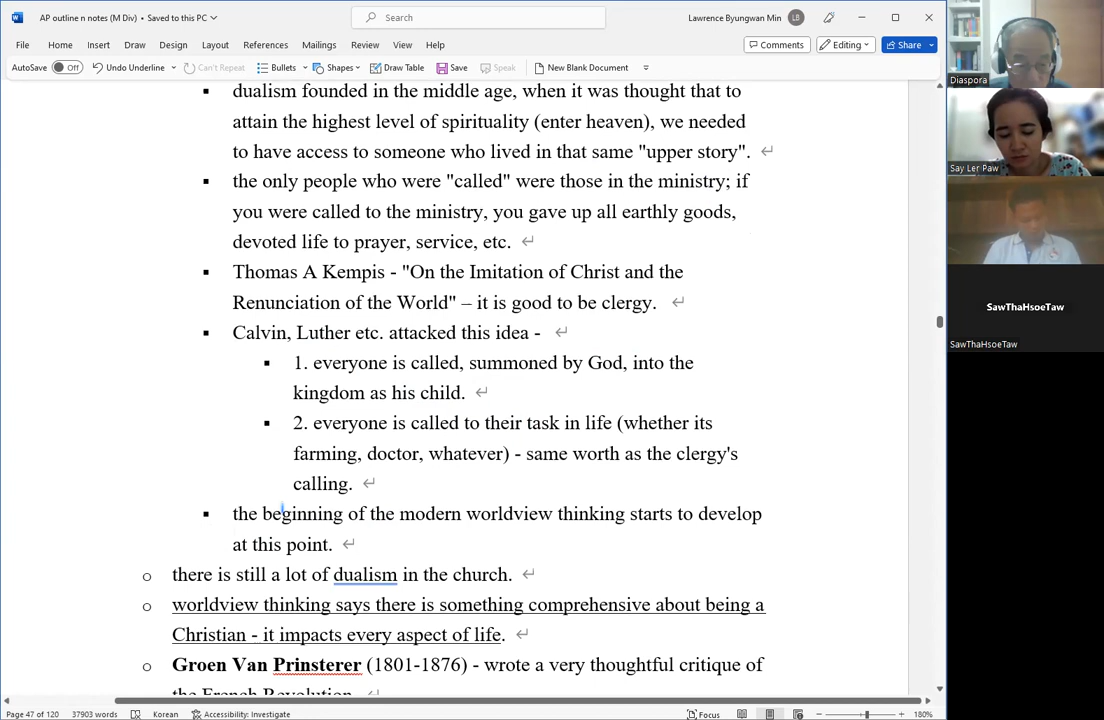 AP outline n notes (M Div) • Saved to this PC
Search
Lawrence Byungwan Min
LB
File Home Insert Draw Design Layout References Mailings Review View Help
Comments Editing Share
AutoSave Off Undo Underline Can't Repeat Bullets Shapes Draw Table Save Speak New Blank Document
▪ dualism founded in the middle age, when it was thought that to
attain the highest level of spirituality (enter heaven), we needed
to have access to someone who lived in that same "upper story". ↵
▪ the only people who were "called" were those in the ministry; if
you were called to the ministry, you gave up all earthly goods,
devoted life to prayer, service, etc. ↵
▪ Thomas A Kempis - "On the Imitation of Christ and the
Renunciation of the World" – it is good to be clergy. ↵
▪ Calvin, Luther etc. attacked this idea - ↵
▪ 1. everyone is called, summoned by God, into the
kingdom as his child. ↵
▪ 2. everyone is called to their task in life (whether its
farming, doctor, whatever) - same worth as the clergy's
calling. ↵
▪ the beginning of the modern worldview thinking starts to develop
at this point. ↵
o there is still a lot of dualism in the church. ↵
o worldview thinking says there is something comprehensive about being a
Christian - it impacts every aspect of life. ↵
o Groen Van Prinsterer (1801-1876) - wrote a very thoughtful critique of
the French Revolution. ↵
Page 47 of 120 37903 words Korean Accessibility: Investigate Focus 180%
Diaspora
Say Ler Paw
SawThaHsoeTaw
SawThaHsoeTaw